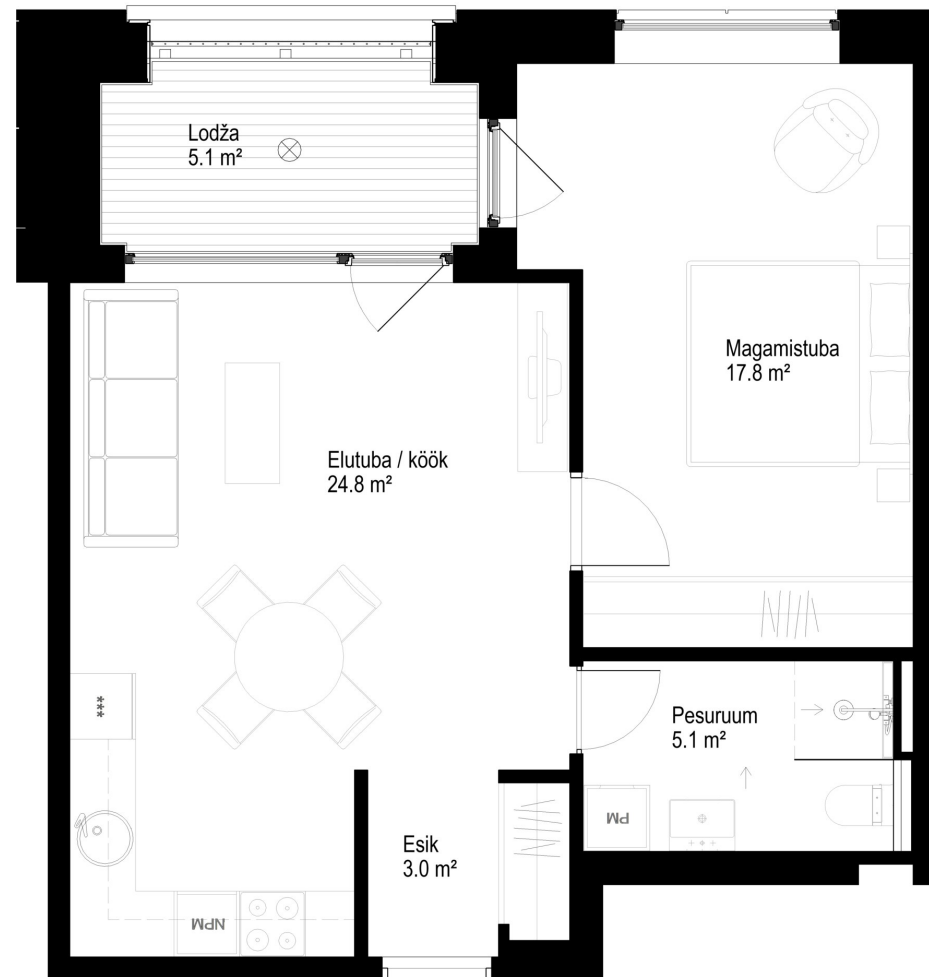 Lodža
5.1 m²
Magamistuba
17.8 m²
Elutuba / köök
24.8 m²
***
Pesuruum
5.1 m²
PM
Esik
3.0 m²
NPM